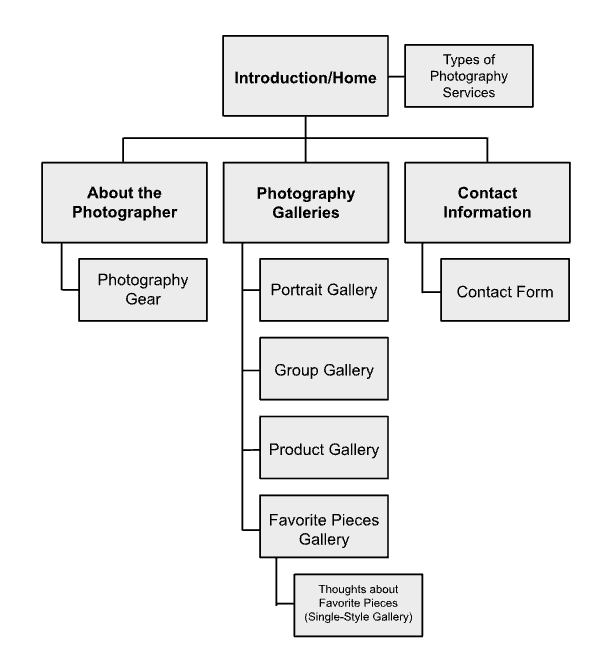 Introduction/Home
Types of
Photography
Services
About the
Photographer
Photography
Galleries
Contact
Information
Photography
Gear
Portrait Gallery
Contact Form
Group Gallery
Product Gallery
Favorite Pieces
Gallery
Thoughts about
Favorite Pieces
(Single-Style Gallery)